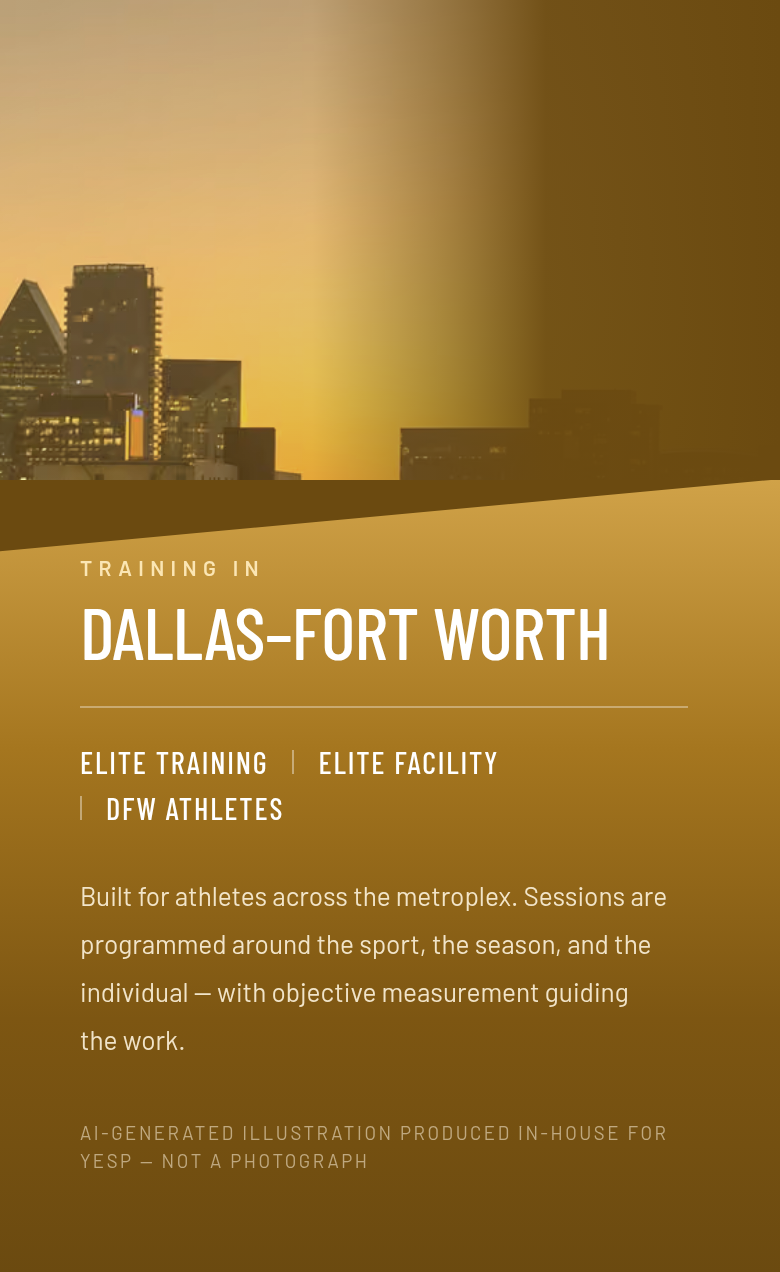 TRAINING IN
DALLAS–FORT WORTH
ELITE TRAINING | ELITE FACILITY
| DFW ATHLETES
Built for athletes across the metroplex. Sessions are
programmed around the sport, the season, and the
individual — with objective measurement guiding
the work.
AI-GENERATED ILLUSTRATION PRODUCED IN-HOUSE FOR
YESP — NOT A PHOTOGRAPH